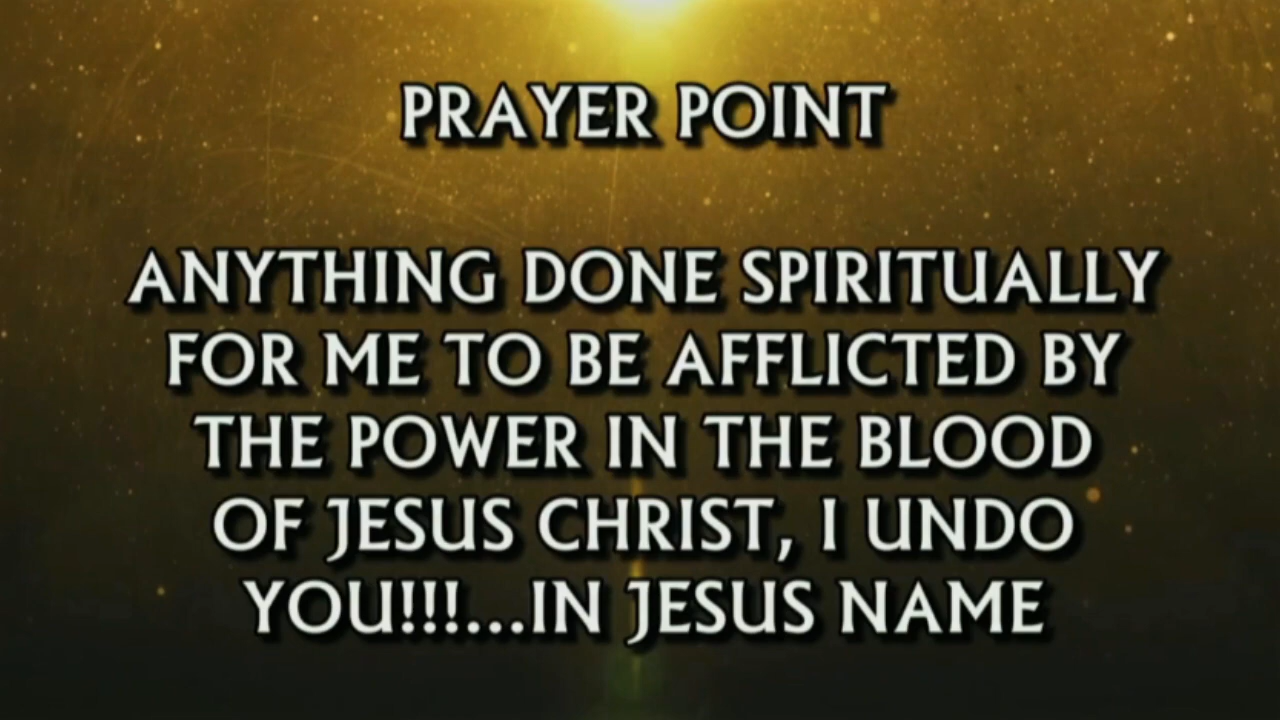 PRAYER POINT
ANYTHING DONE SPIRITUALLY
FOR ME TO BE AFFLICTED BY
THE POWER IN THE BLOOD
OF JESUS CHRIST, I UNDO
YOU!!!...IN JESUS NAME